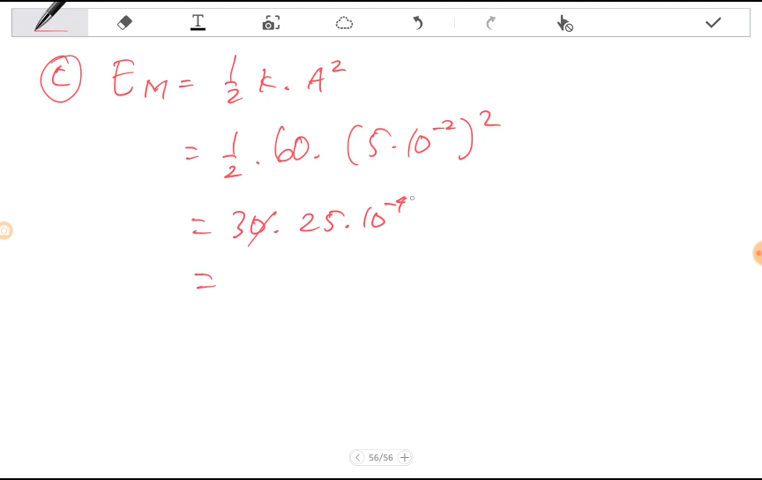 T
C E_M = 1/2 k . A²
= 1/2 . 60 . (5 . 10⁻²)²
= 30 . 25 . 10⁻⁴
=
56/56